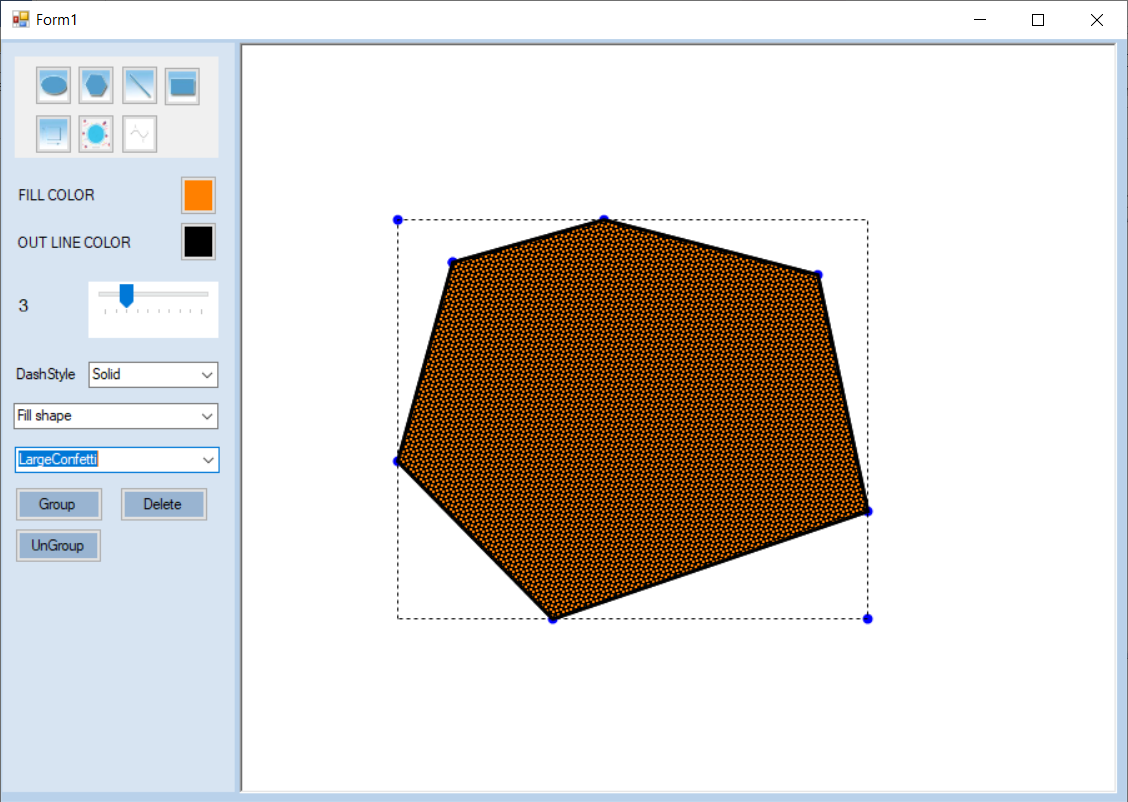 Form1
FILL COLOR
OUT LINE COLOR
3
DashStyle Solid
Fill shape
LargeConfetti
Group Delete
UnGroup